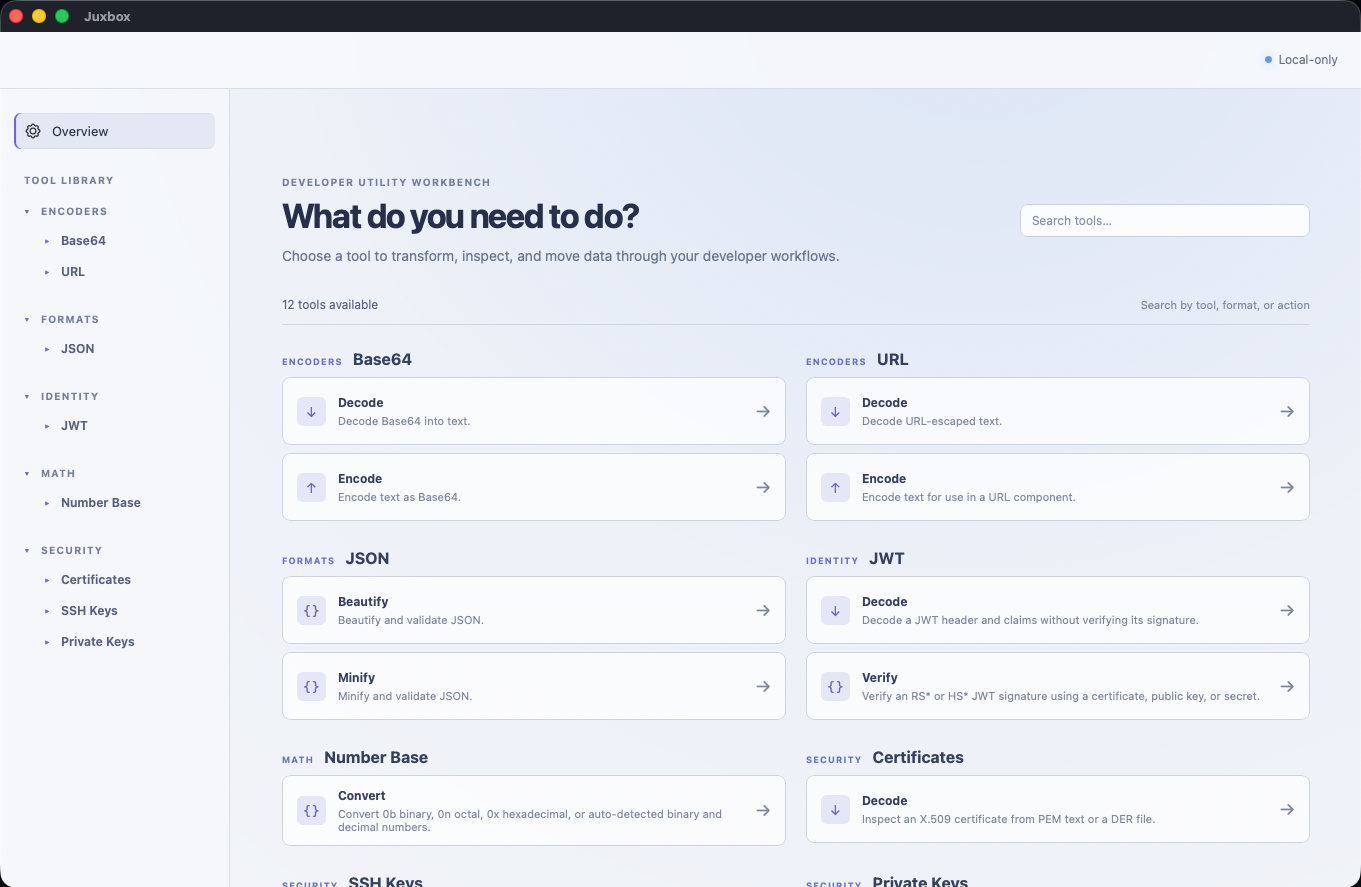 Juxbox
Local-only
Overview
TOOL LIBRARY
ENCODERS
Base64
URL
FORMATS
JSON
IDENTITY
JWT
MATH
Number Base
SECURITY
Certificates
SSH Keys
Private Keys
DEVELOPER UTILITY WORKBENCH
What do you need to do?
Choose a tool to transform, inspect, and move data through your developer workflows.
Search tools...
12 tools available
Search by tool, format, or action
ENCODERS Base64
Decode
Decode Base64 into text.
Encode
Encode text as Base64.
ENCODERS URL
Decode
Decode URL-escaped text.
Encode
Encode text for use in a URL component.
FORMATS JSON
{} Beautify
Beautify and validate JSON.
{} Minify
Minify and validate JSON.
IDENTITY JWT
Decode
Decode a JWT header and claims without verifying its signature.
{} Verify
Verify an RS* or HS* JWT signature using a certificate, public key, or secret.
MATH Number Base
{} Convert
Convert 0b binary, 0n octal, 0x hexadecimal, or auto-detected binary and
decimal numbers.
SECURITY Certificates
Decode
Inspect an X.509 certificate from PEM text or a DER file.
SECURITY SSH Keys
SECURITY Private Keys